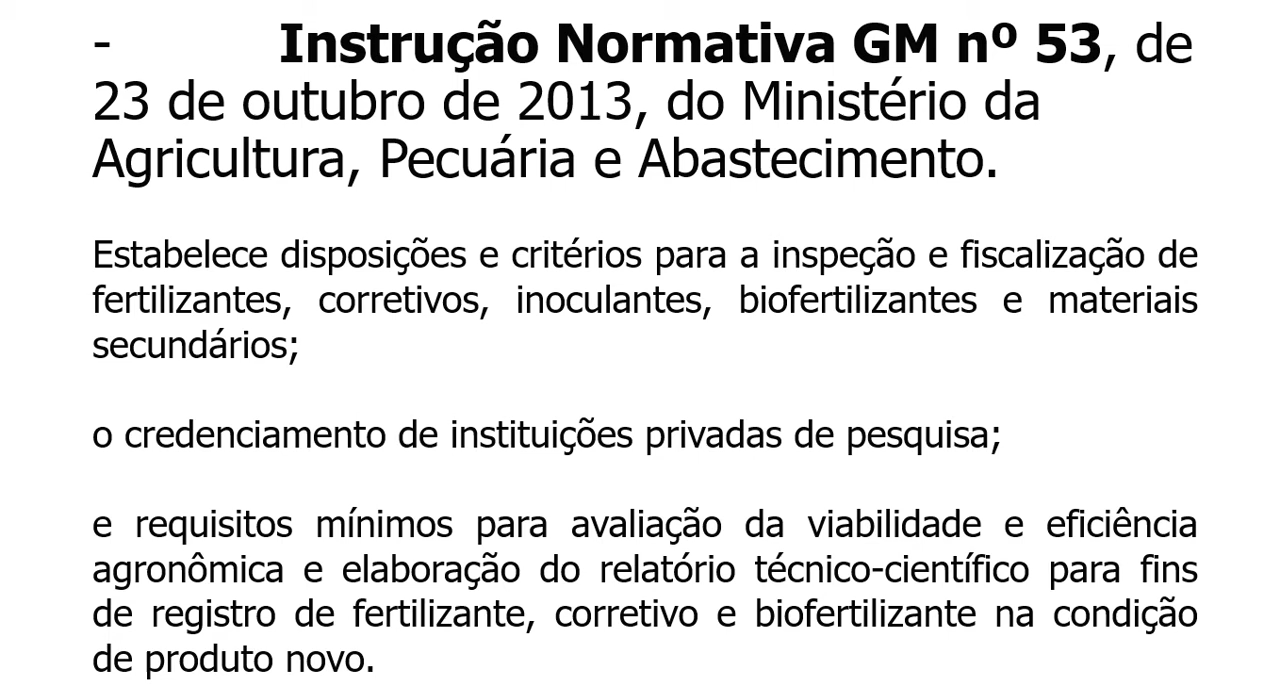 - Instrução Normativa GM nº 53, de
23 de outubro de 2013, do Ministério da
Agricultura, Pecuária e Abastecimento.
Estabelece disposições e critérios para a inspeção e fiscalização de
fertilizantes, corretivos, inoculantes, biofertilizantes e materiais
secundários;
o credenciamento de instituições privadas de pesquisa;
e requisitos mínimos para avaliação da viabilidade e eficiência
agronômica e elaboração do relatório técnico-científico para fins
de registro de fertilizante, corretivo e biofertilizante na condição
de produto novo.